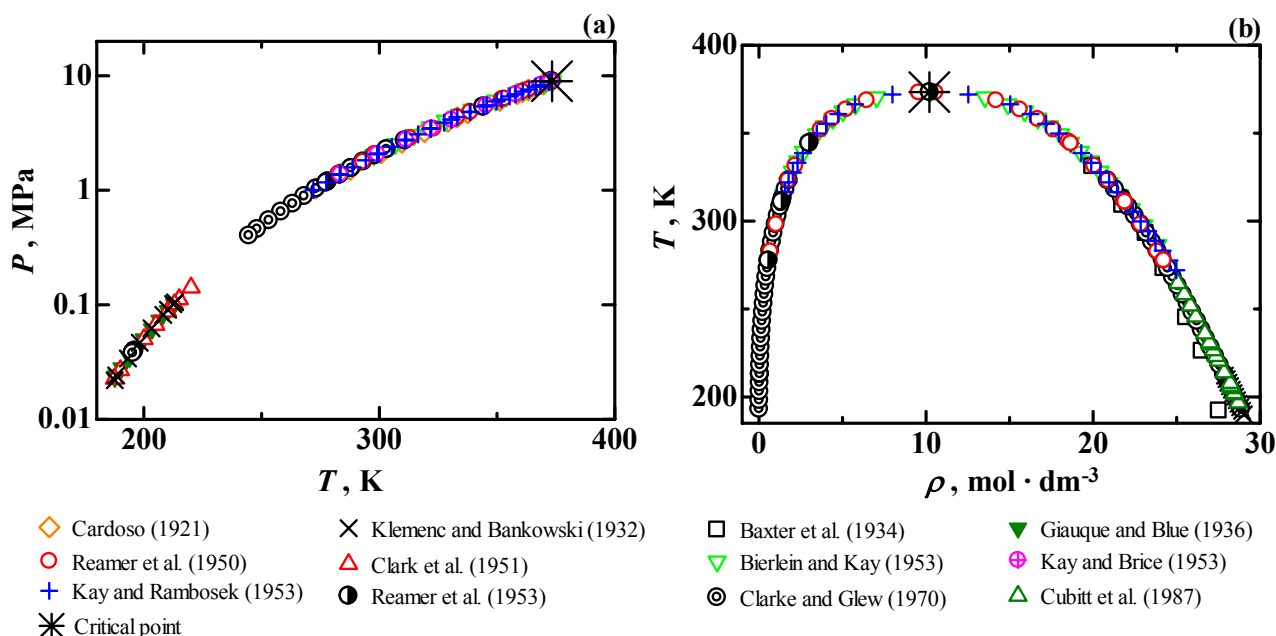 (a)
10
1
0.1
0.01
P , MPa
200
300
400
T , K
(b)
400
300
200
T , K
0
10
20
30
ρ , mol · dm⁻³
Cardoso (1921)
Klemenc and Bankowski (1932)
Baxter et al. (1934)
Giauque and Blue (1936)
Reamer et al. (1950)
Clark et al. (1951)
Bierlein and Kay (1953)
Kay and Brice (1953)
Kay and Rambosek (1953)
Reamer et al. (1953)
Clarke and Glew (1970)
Cubitt et al. (1987)
Critical point